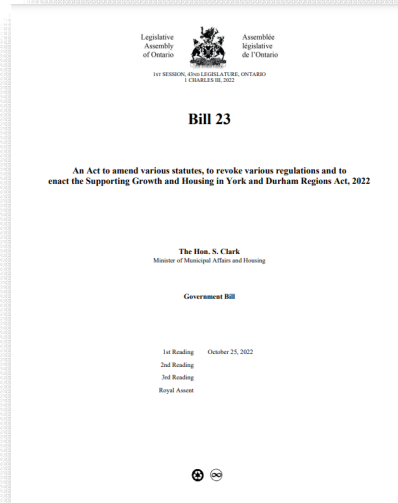 Legislative Assemblée
Assembly législative
of Ontario de l'Ontario
1ST SESSION, 43RD LEGISLATURE, ONTARIO
1 CHARLES III, 2022
Bill 23
An Act to amend various statutes, to revoke various regulations and to
enact the Supporting Growth and Housing in York and Durham Regions Act, 2022
The Hon. S. Clark
Minister of Municipal Affairs and Housing
Government Bill
1st Reading October 25, 2022
2nd Reading
3rd Reading
Royal Assent